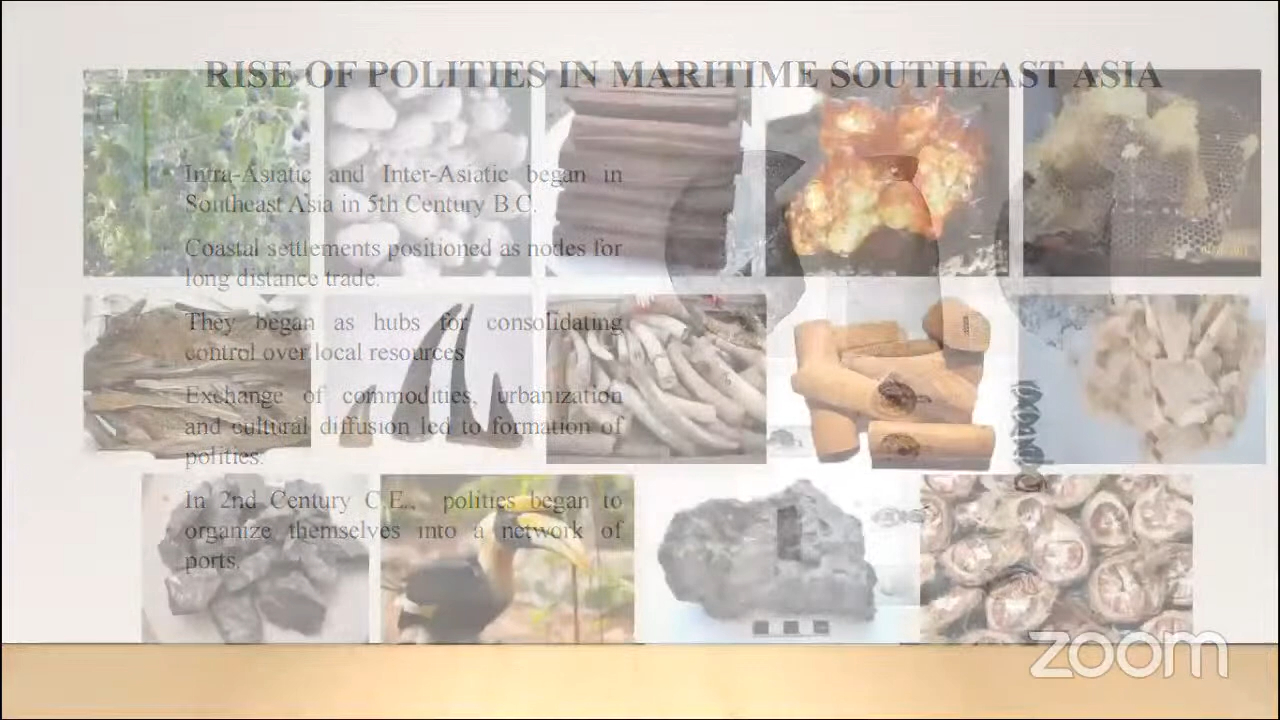 RISE OF POLITIES IN MARITIME SOUTHEAST ASIA
Intra-Asiatic and Inter-Asiatic began in
Southeast Asia in 5th Century B.C.
Coastal settlements positioned as nodes for
long distance trade.
They began as hubs for consolidating
control over local resources
Exchange of commodities, urbanization
and cultural diffusion led to formation of
polities.
In 2nd Century C.E., polities began to
organize themselves into a network of
ports.
zoom